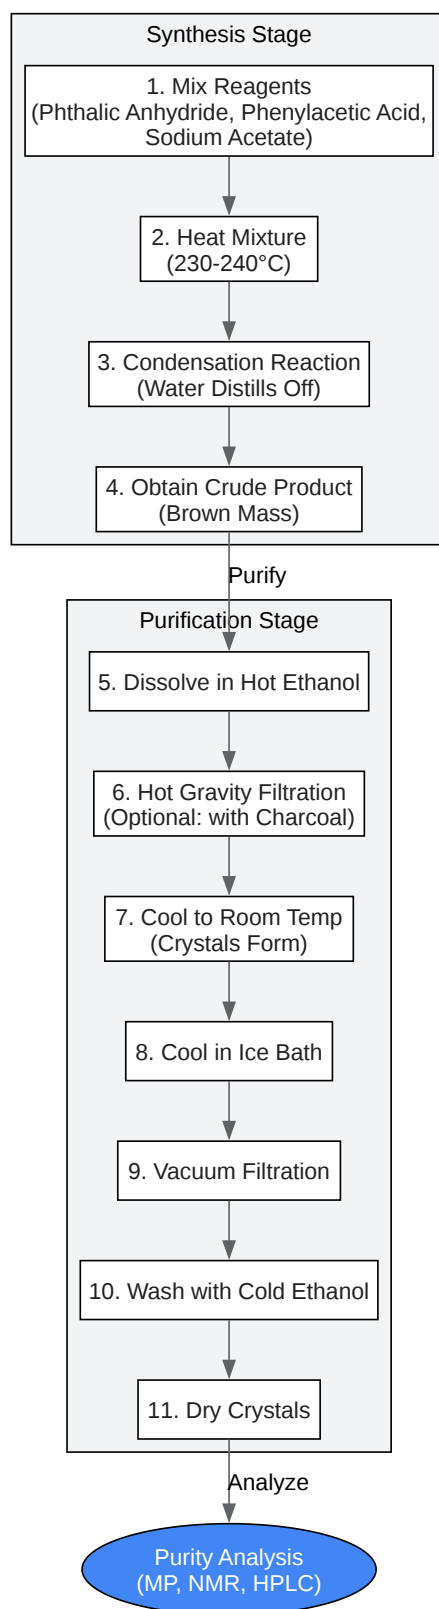 Synthesis Stage
1. Mix Reagents
(Phthalic Anhydride, Phenylacetic Acid,
Sodium Acetate)
2. Heat Mixture
(230-240°C)
3. Condensation Reaction
(Water Distills Off)
4. Obtain Crude Product
(Brown Mass)
Purify
Purification Stage
5. Dissolve in Hot Ethanol
6. Hot Gravity Filtration
(Optional: with Charcoal)
7. Cool to Room Temp
(Crystals Form)
8. Cool in Ice Bath
9. Vacuum Filtration
10. Wash with Cold Ethanol
11. Dry Crystals
Analyze
Purity Analysis
(MP, NMR, HPLC)